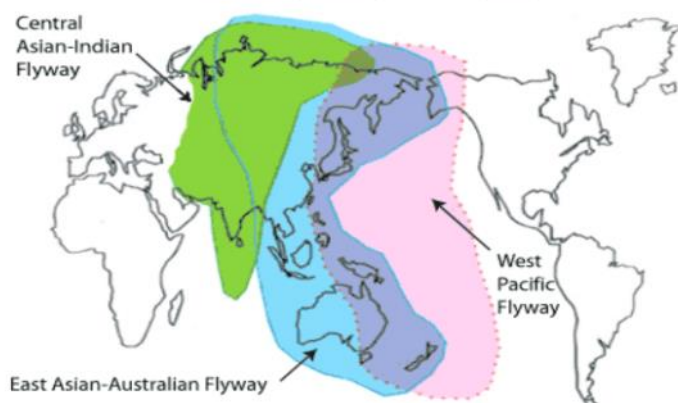 Central
Asian-Indian
Flyway
West
Pacific
Flyway
East Asian-Australian Flyway